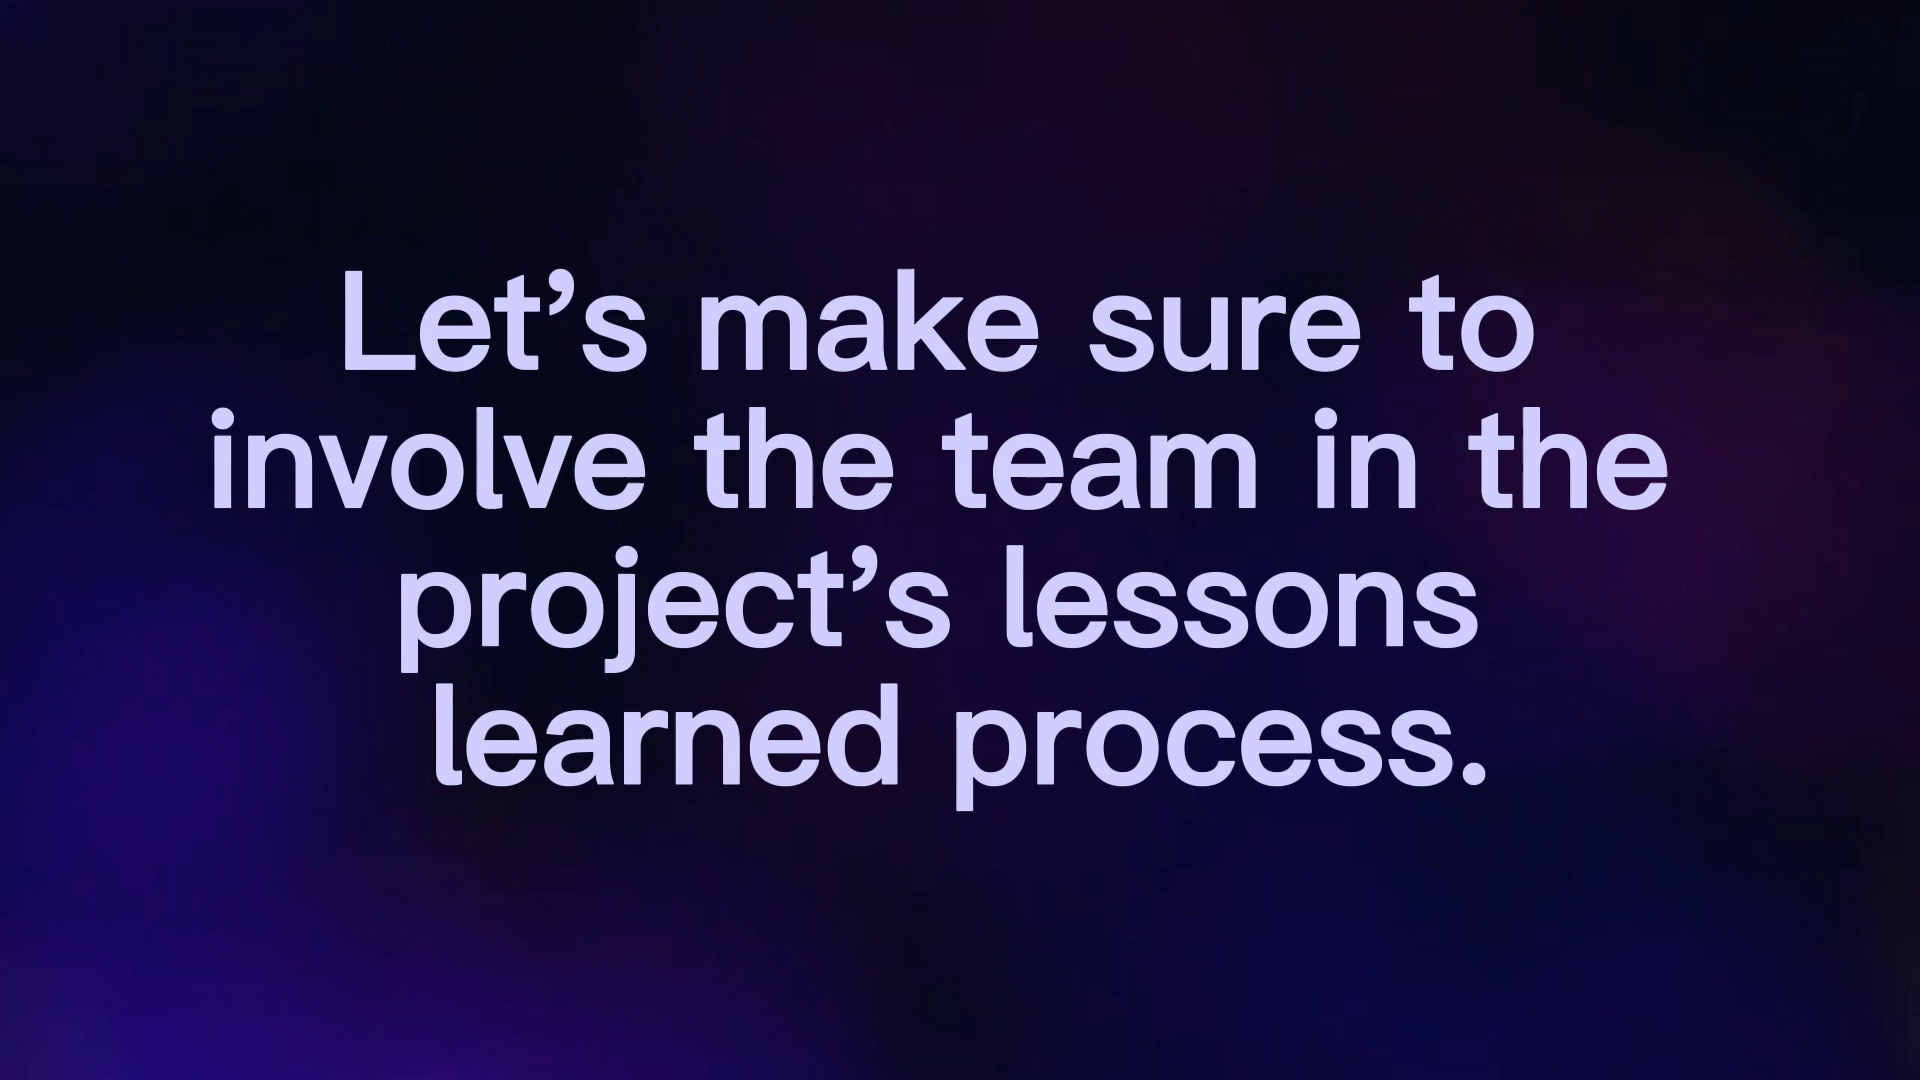 Let’s make sure to
involve the team in the
project’s lessons
learned process.